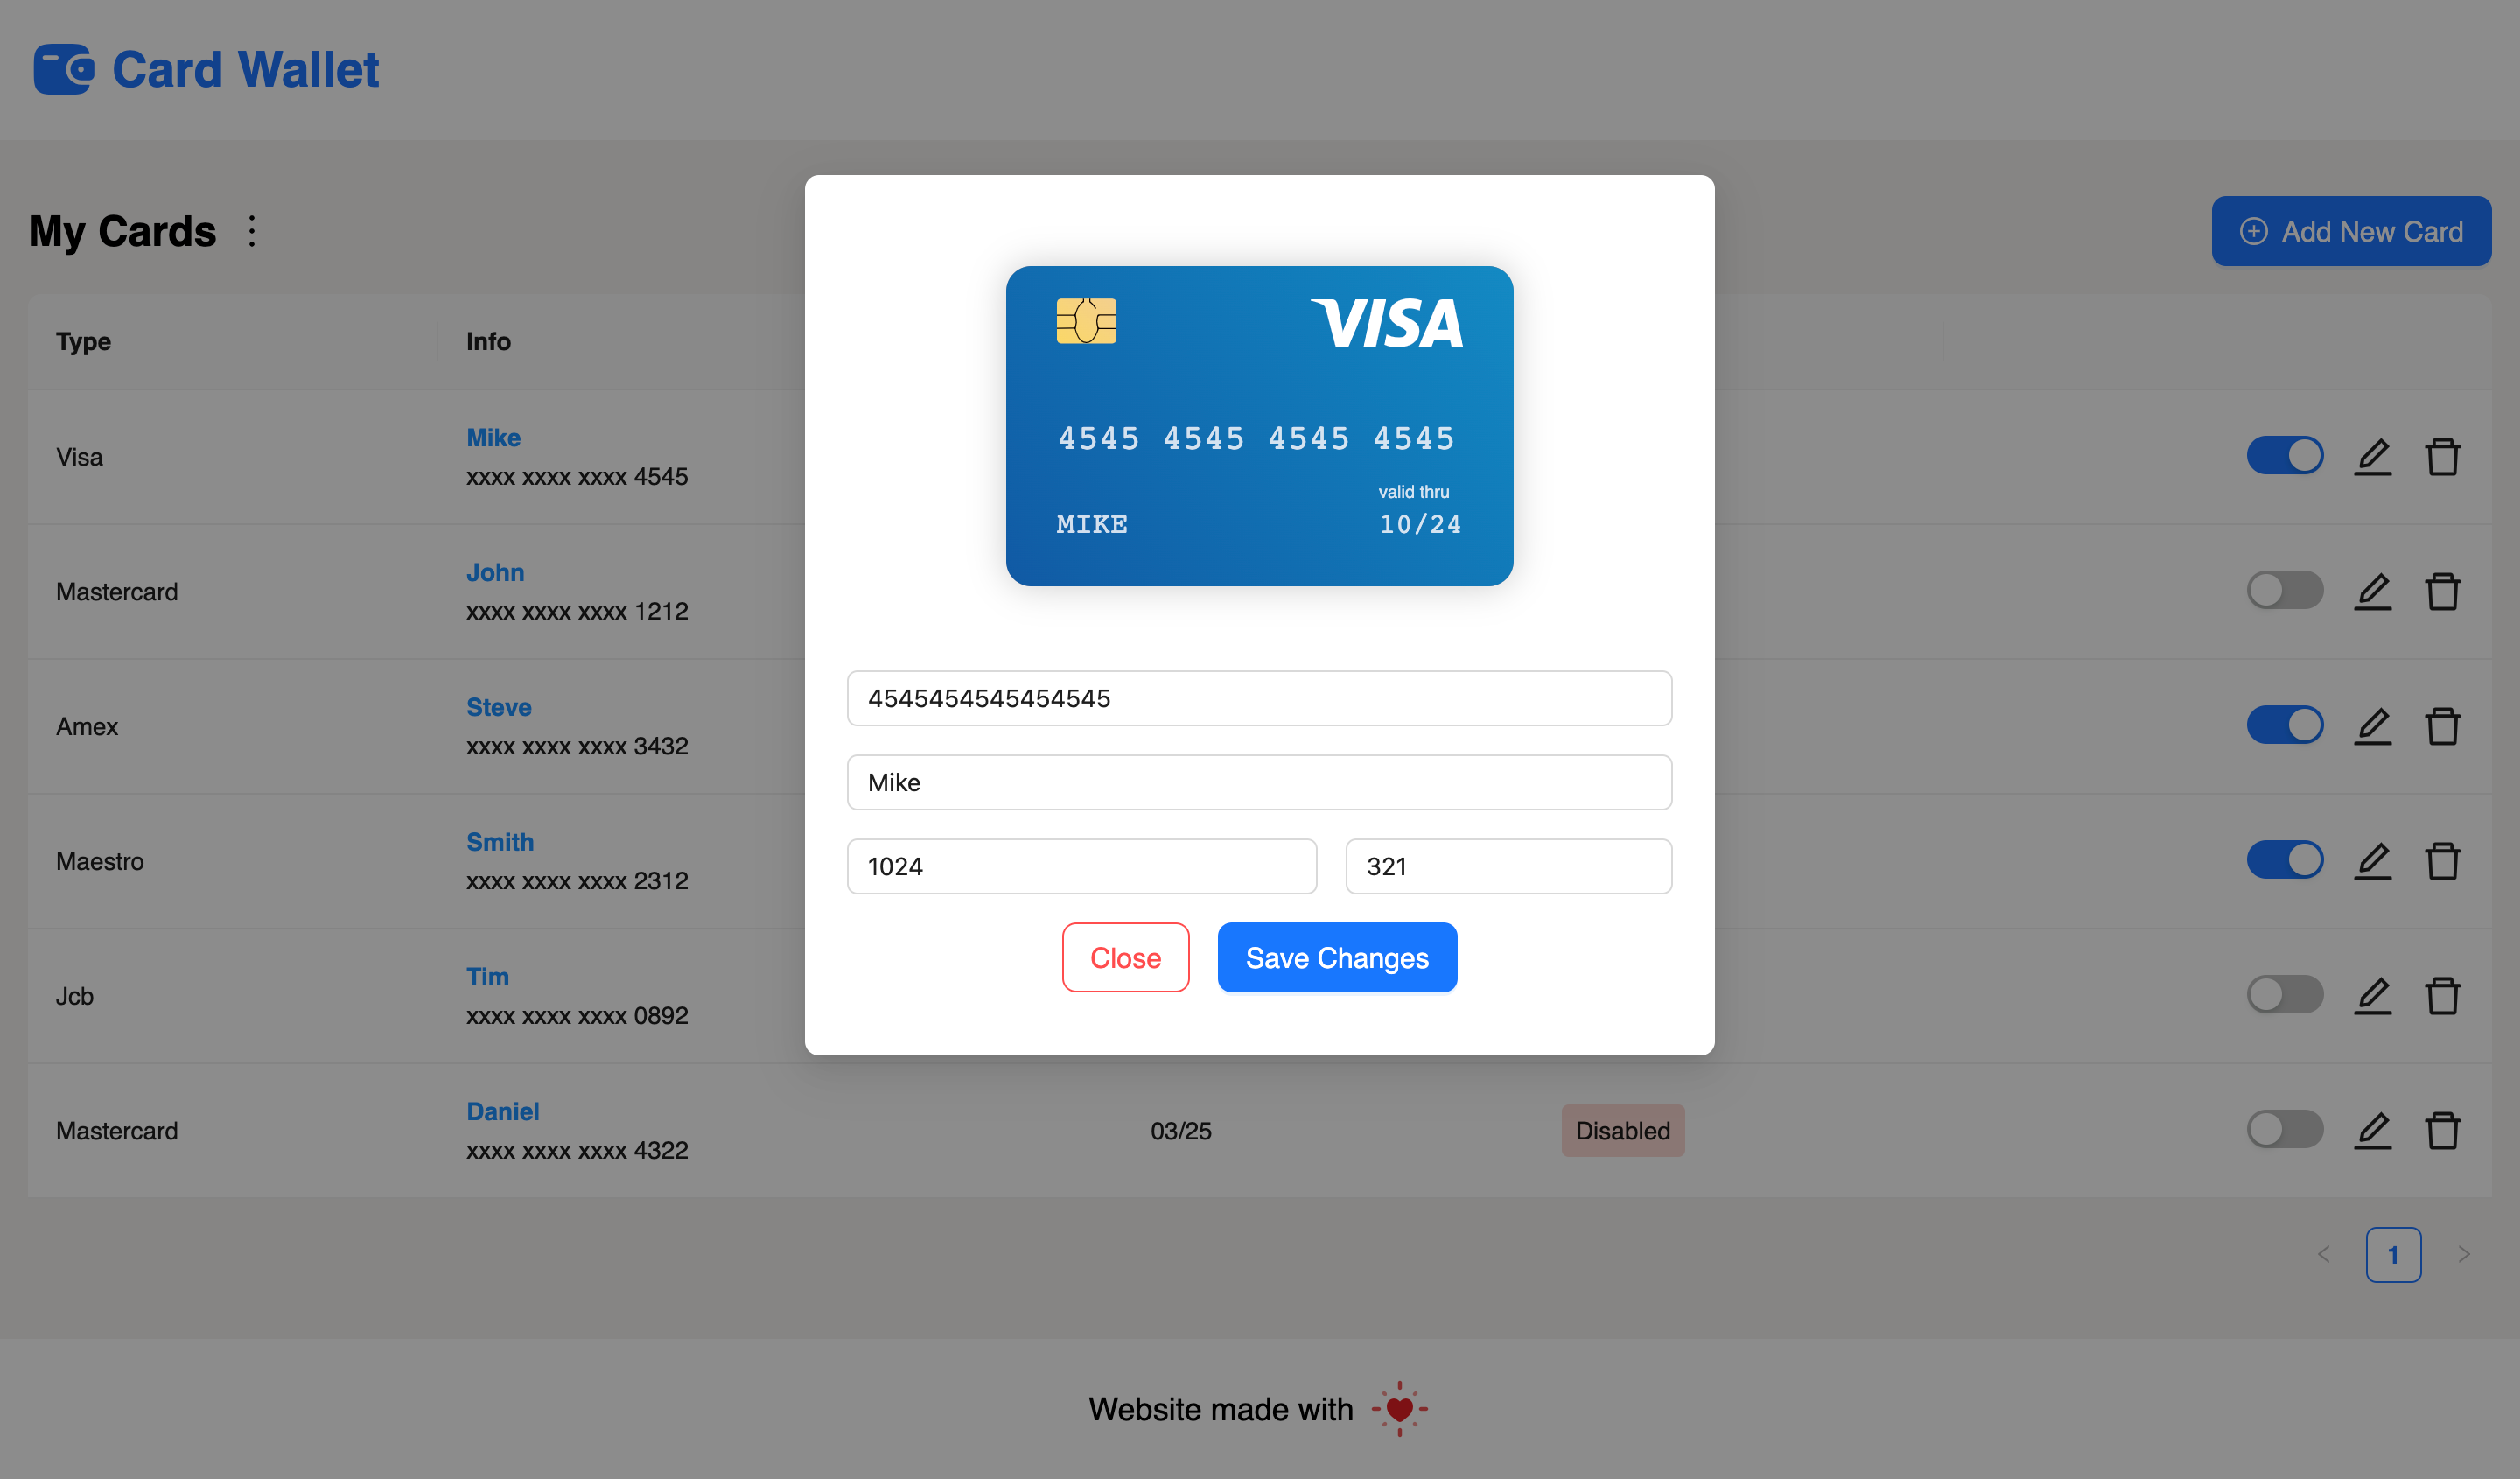 Card Wallet
My Cards
Add New Card
Type
Info
Visa
Mike
xxxx xxxx xxxx 4545
Mastercard
John
xxxx xxxx xxxx 1212
Amex
Steve
xxxx xxxx xxxx 3432
Maestro
Smith
xxxx xxxx xxxx 2312
Jcb
Tim
xxxx xxxx xxxx 0892
Mastercard
Daniel
xxxx xxxx xxxx 4322
03/25
Disabled
VISA
4545 4545 4545 4545
valid thru
MIKE 10/24
4545454545454545
Mike
1024 321
Close Save Changes
1
Website made with